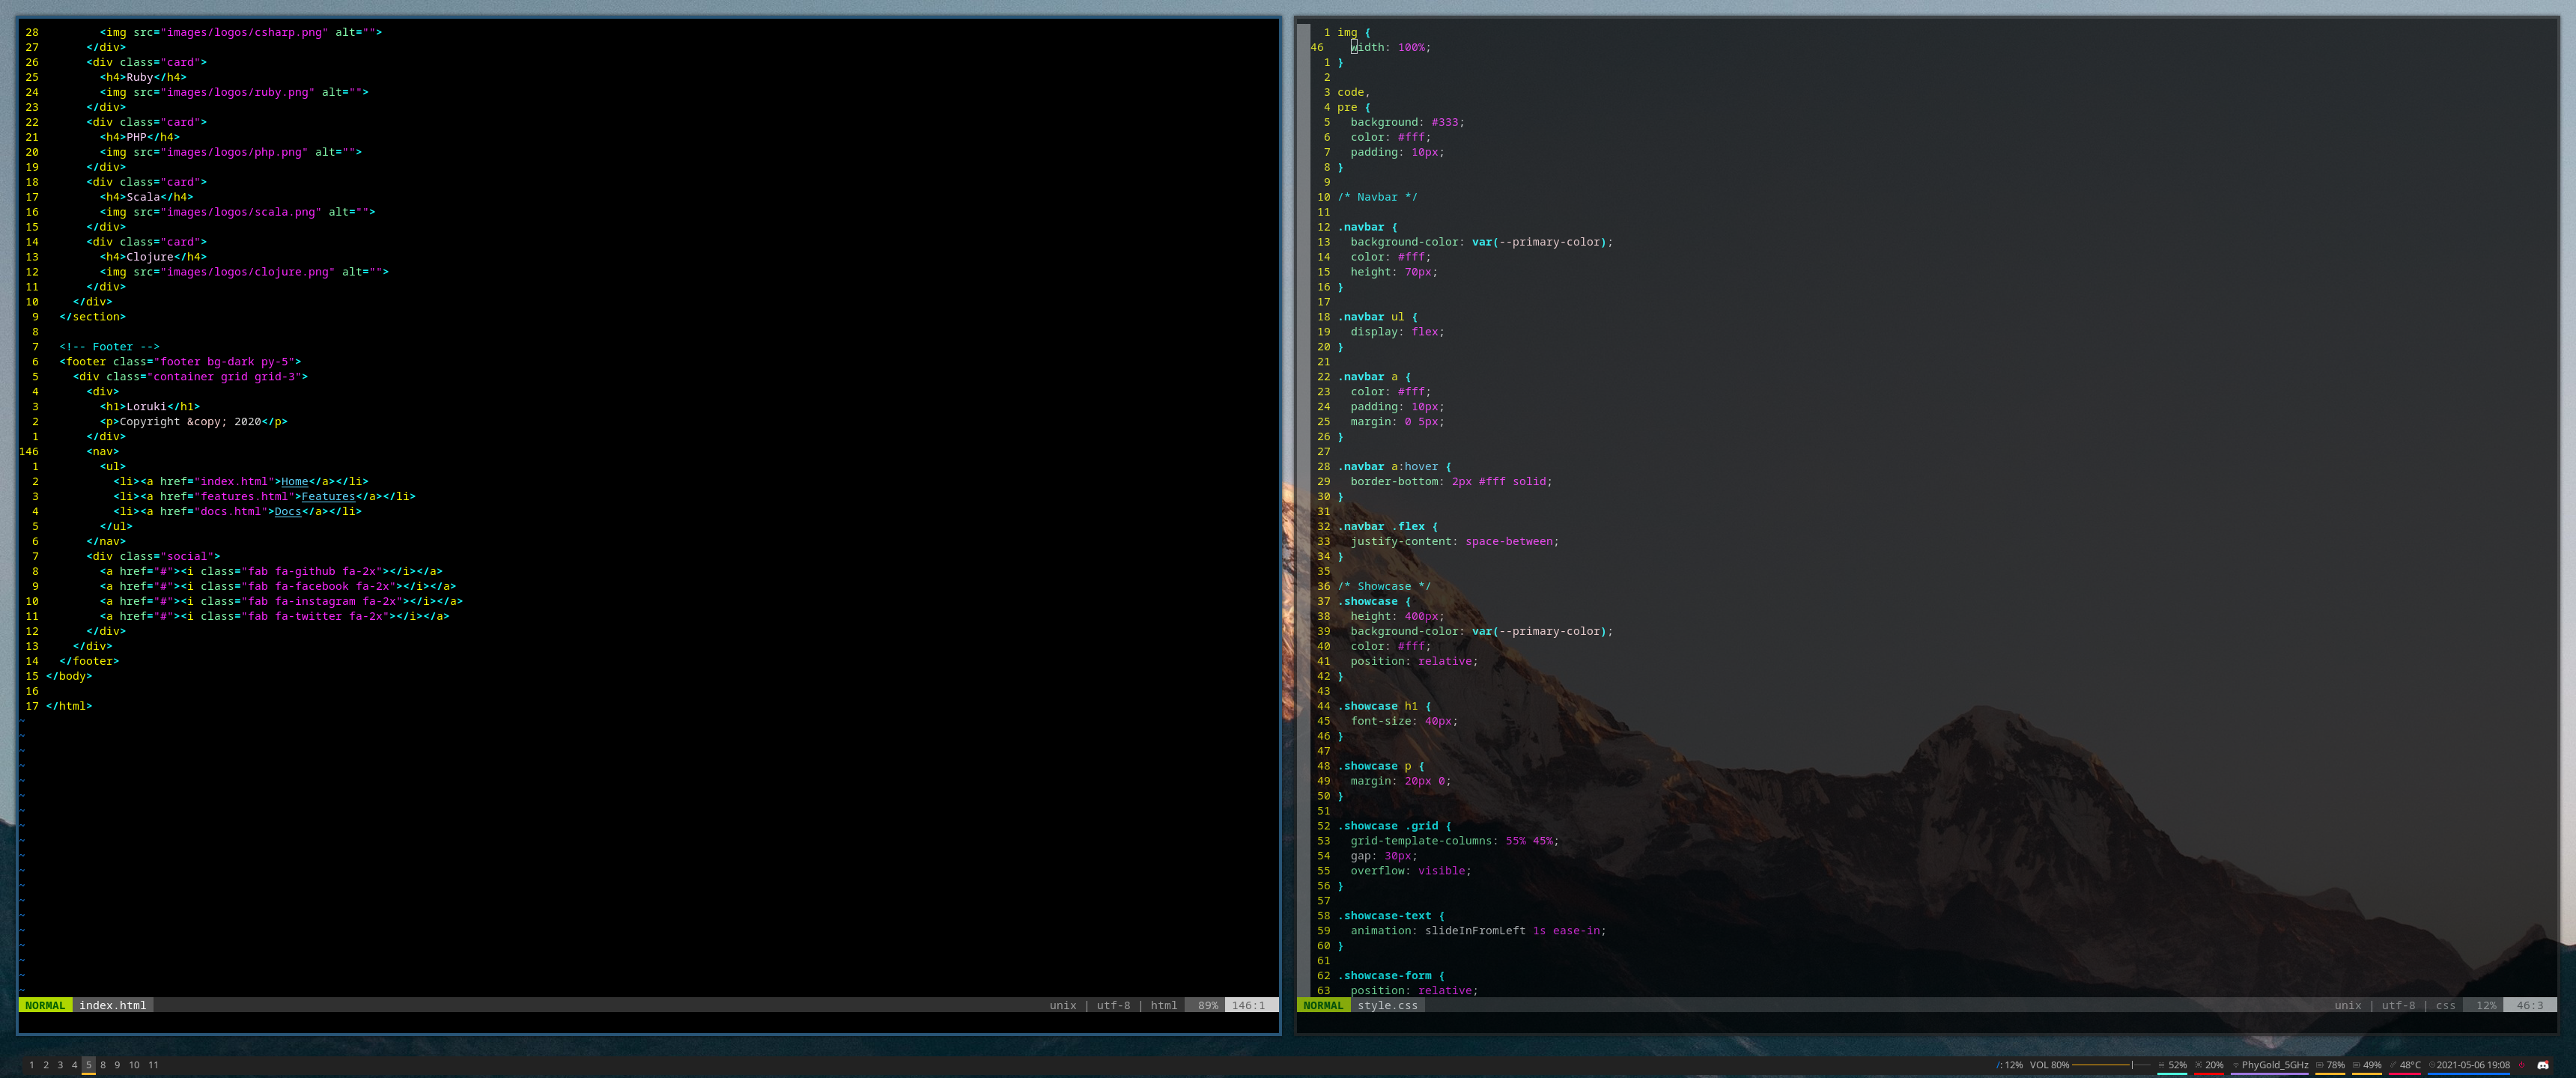 28 <img src="images/logos/csharp.png" alt="">
27 </div>
26 <div class="card">
25 <h4>Ruby</h4>
24 <img src="images/logos/ruby.png" alt="">
23 </div>
22 <div class="card">
21 <h4>PHP</h4>
20 <img src="images/logos/php.png" alt="">
19 </div>
18 <div class="card">
17 <h4>Scala</h4>
16 <img src="images/logos/scala.png" alt="">
15 </div>
14 <div class="card">
13 <h4>Clojure</h4>
12 <img src="images/logos/clojure.png" alt="">
11 </div>
10 </div>
9 </section>
8
7 <!-- Footer -->
6 <footer class="footer bg-dark py-5">
5 <div class="container grid grid-3">
4 <div>
3 <h1>Loruki</h1>
2 <p>Copyright &copy; 2020</p>
1 </div>
146 <nav>
1 <ul>
2 <li><a href="index.html">Home</a></li>
3 <li><a href="features.html">Features</a></li>
4 <li><a href="docs.html">Docs</a></li>
5 </ul>
6 </nav>
7 <div class="social">
8 <a href="#"><i class="fab fa-github fa-2x"></i></a>
9 <a href="#"><i class="fab fa-facebook fa-2x"></i></a>
10 <a href="#"><i class="fab fa-instagram fa-2x"></i></a>
11 <a href="#"><i class="fab fa-twitter fa-2x"></i></a>
12 </div>
13 </div>
14 </footer>
15 </body>
16
17 </html>
NORMAL index.html unix | utf-8 | html 89% 146:1
1 img {
46 width: 100%;
1 }
2
3 code,
4 pre {
5 background: #333;
6 color: #fff;
7 padding: 10px;
8 }
9
10 /* Navbar */
11
12 .navbar {
13 background-color: var(--primary-color);
14 color: #fff;
15 height: 70px;
16 }
17
18 .navbar ul {
19 display: flex;
20 }
21
22 .navbar a {
23 color: #fff;
24 padding: 10px;
25 margin: 0 5px;
26 }
27
28 .navbar a:hover {
29 border-bottom: 2px #fff solid;
30 }
31
32 .navbar .flex {
33 justify-content: space-between;
34 }
35
36 /* Showcase */
37 .showcase {
38 height: 400px;
39 background-color: var(--primary-color);
40 color: #fff;
41 position: relative;
42 }
43
44 .showcase h1 {
45 font-size: 40px;
46 }
47
48 .showcase p {
49 margin: 20px 0;
50 }
51
52 .showcase .grid {
53 grid-template-columns: 55% 45%;
54 gap: 30px;
55 overflow: visible;
56 }
57
58 .showcase-text {
59 animation: slideInFromLeft 1s ease-in;
60 }
61
62 .showcase-form {
63 position: relative;
NORMAL style.css unix | utf-8 | css 12% 46:3
1 2 3 4 5 8 9 10 11 /: 12% VOL 80% 52% 20% PhyGold_5GHz 78% 49% 48°C 2021-05-06 19:08